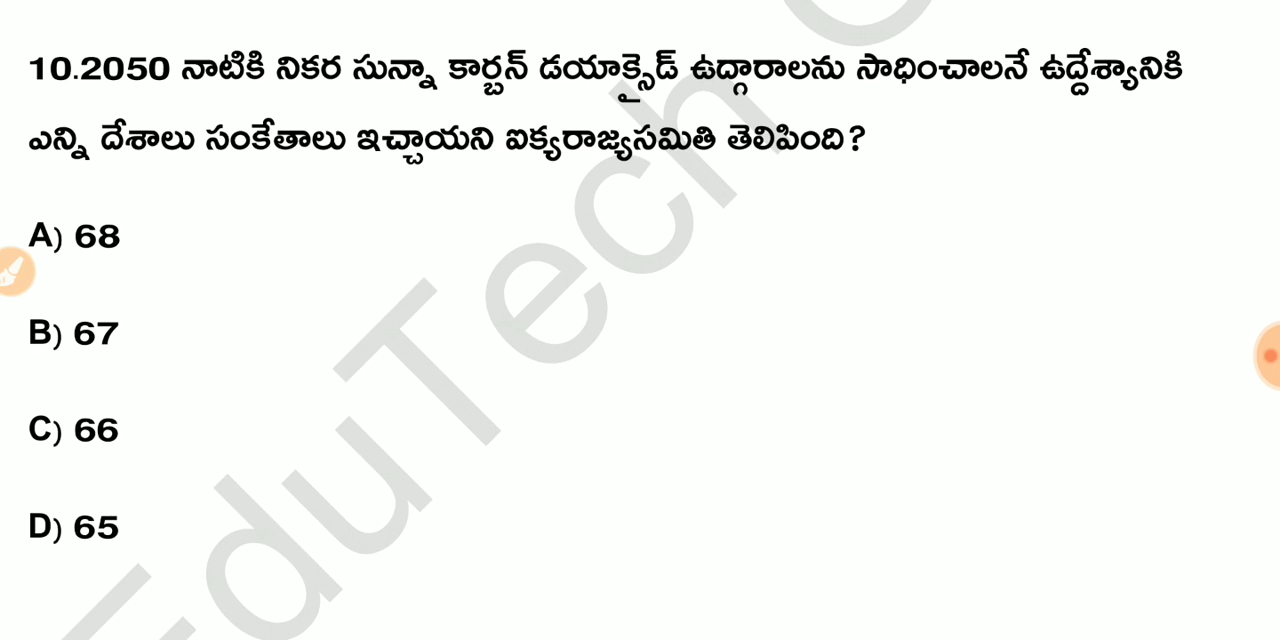 10.2050 నాటికి నికర సున్నా కార్బన్ డయాక్సైడ్ ఉద్గారాలను సాధించాలనే ఉద్దేశ్యానికి
ఎన్ని దేశాలు సంకేతాలు ఇచ్చాయని ఐక్యరాజ్యసమితి తెలిపింది?
A) 68
B) 67
C) 66
D) 65
EduTech